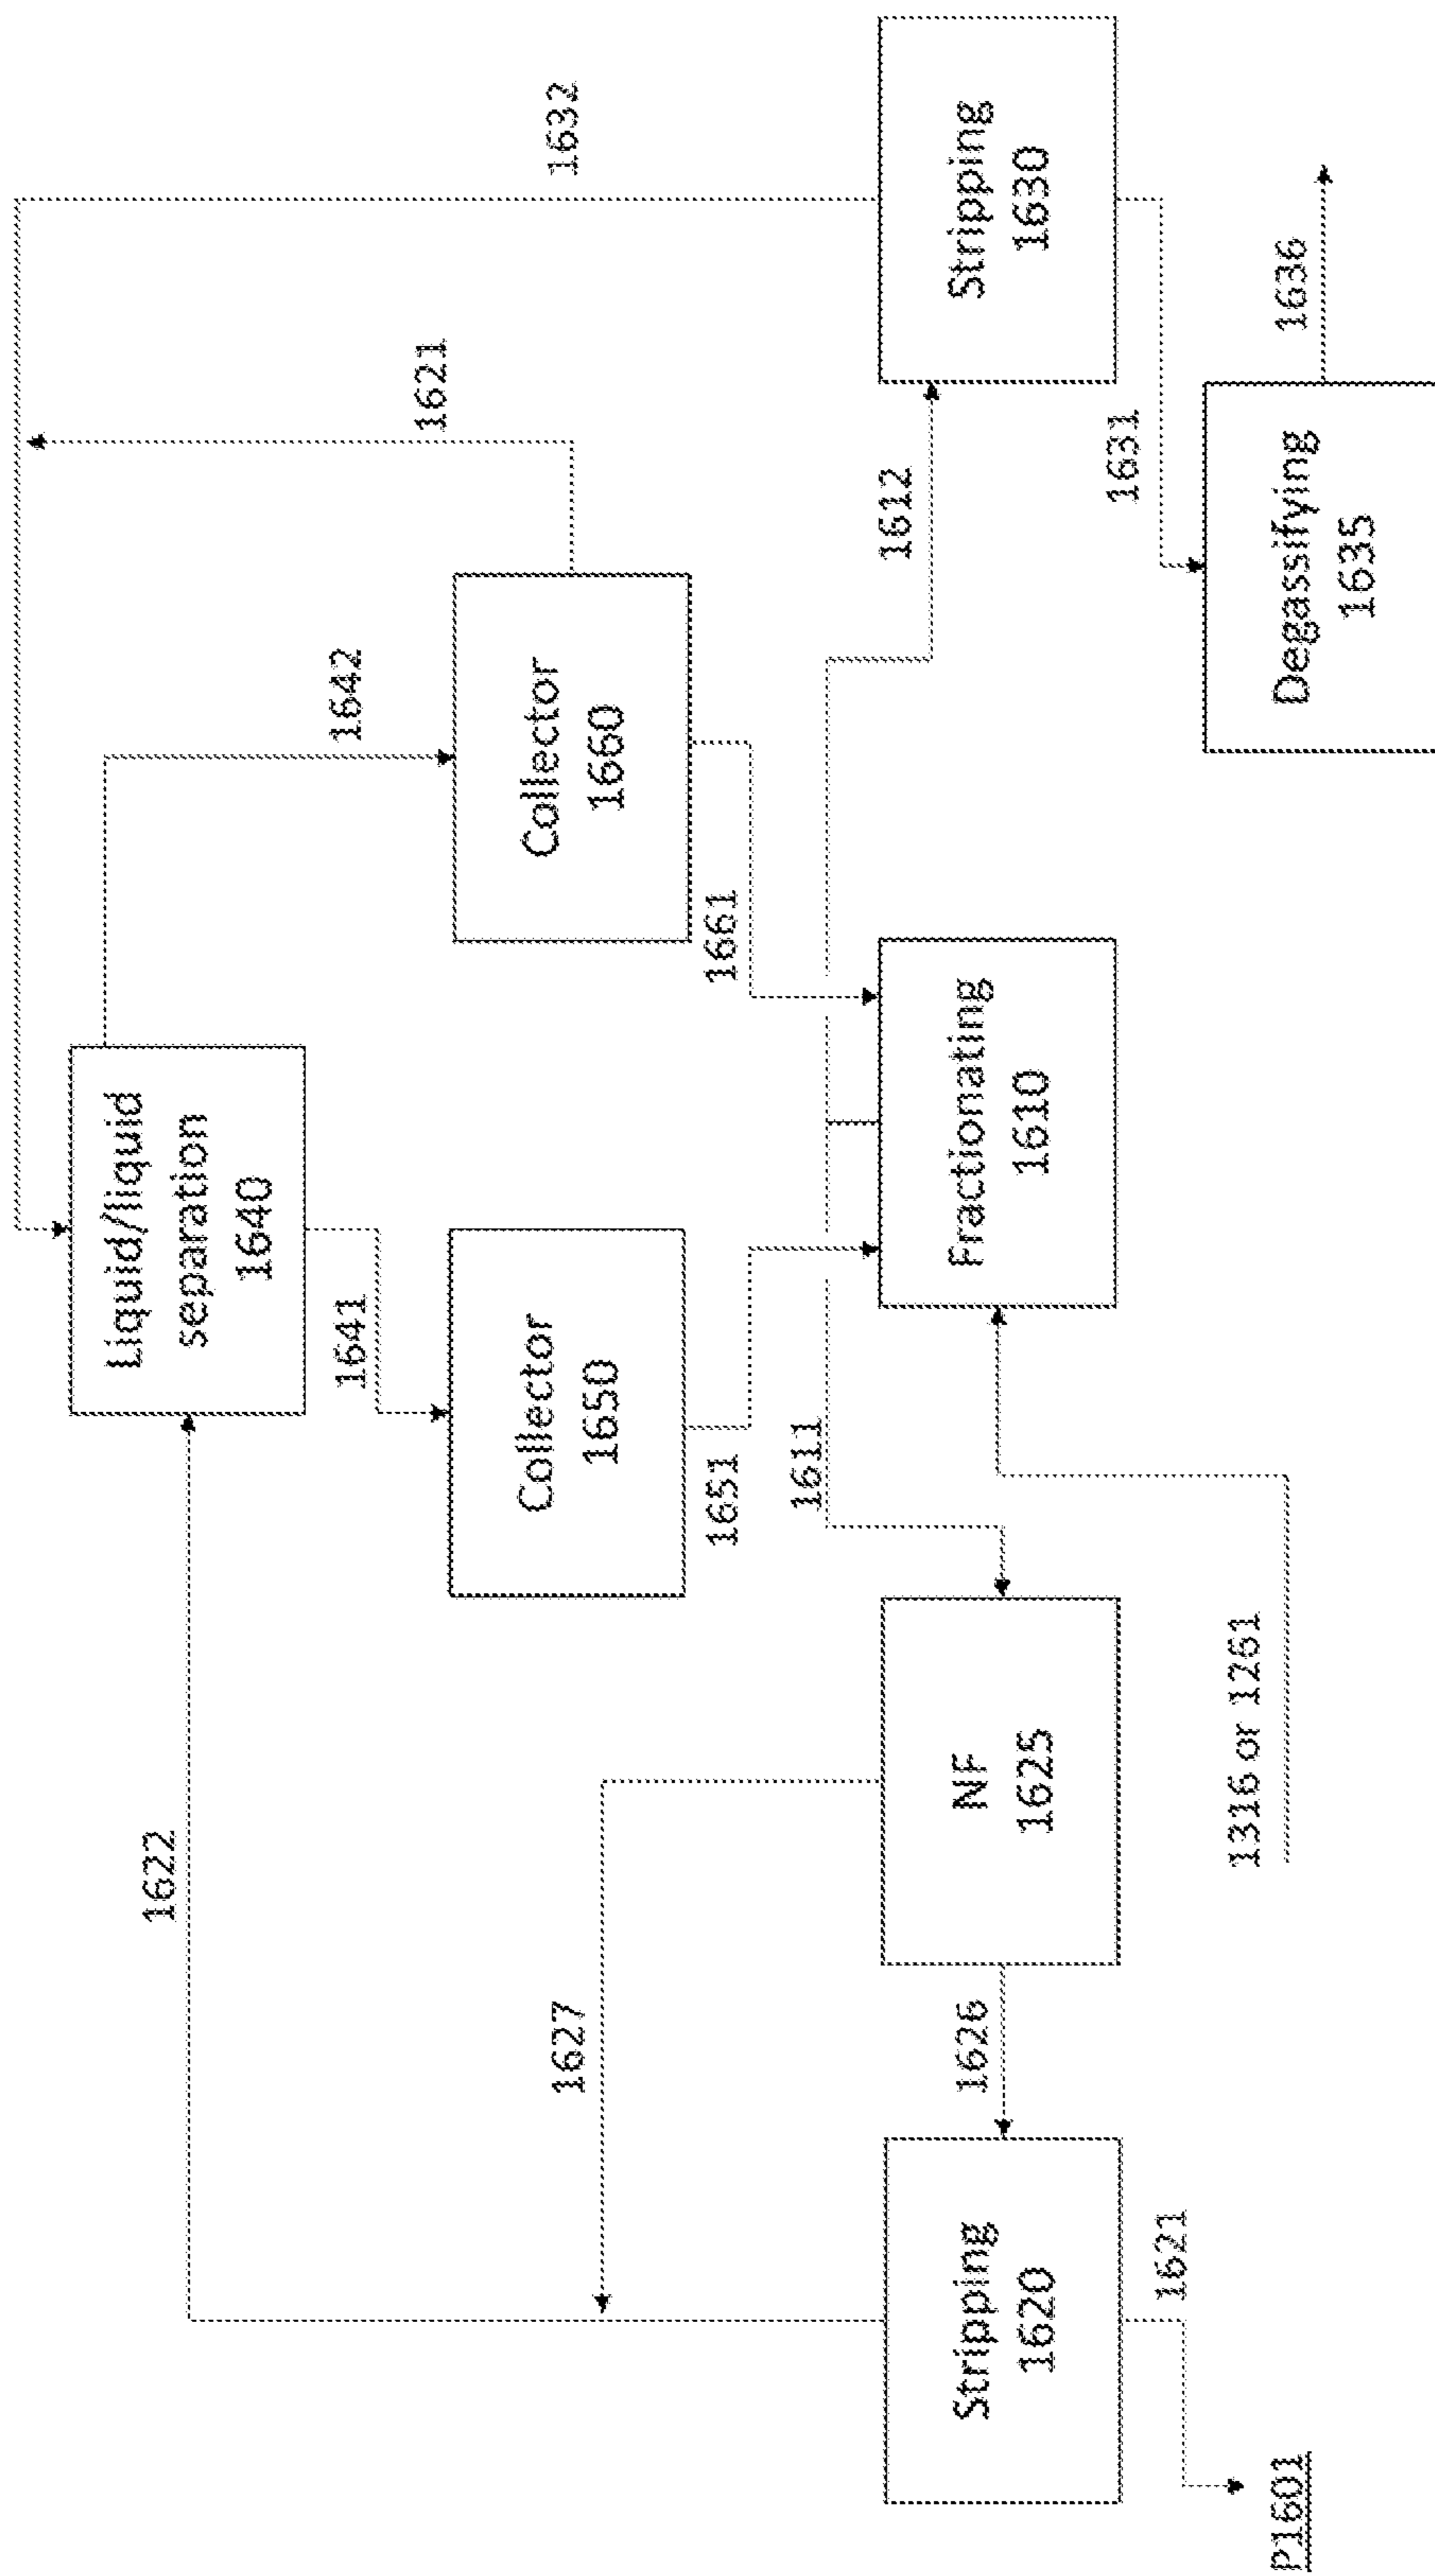 1622
Liquid/liquid
separation
1640
1632
1642
1621
1641
1627
Collector
1650
Collector
1660
1651
1661
1611
1612
Stripping
1620
1626
NF
1625
Fractionating
1610
Stripping
1630
1621
1631
1316 or 1261
P1601
Degassifying
1635
1636